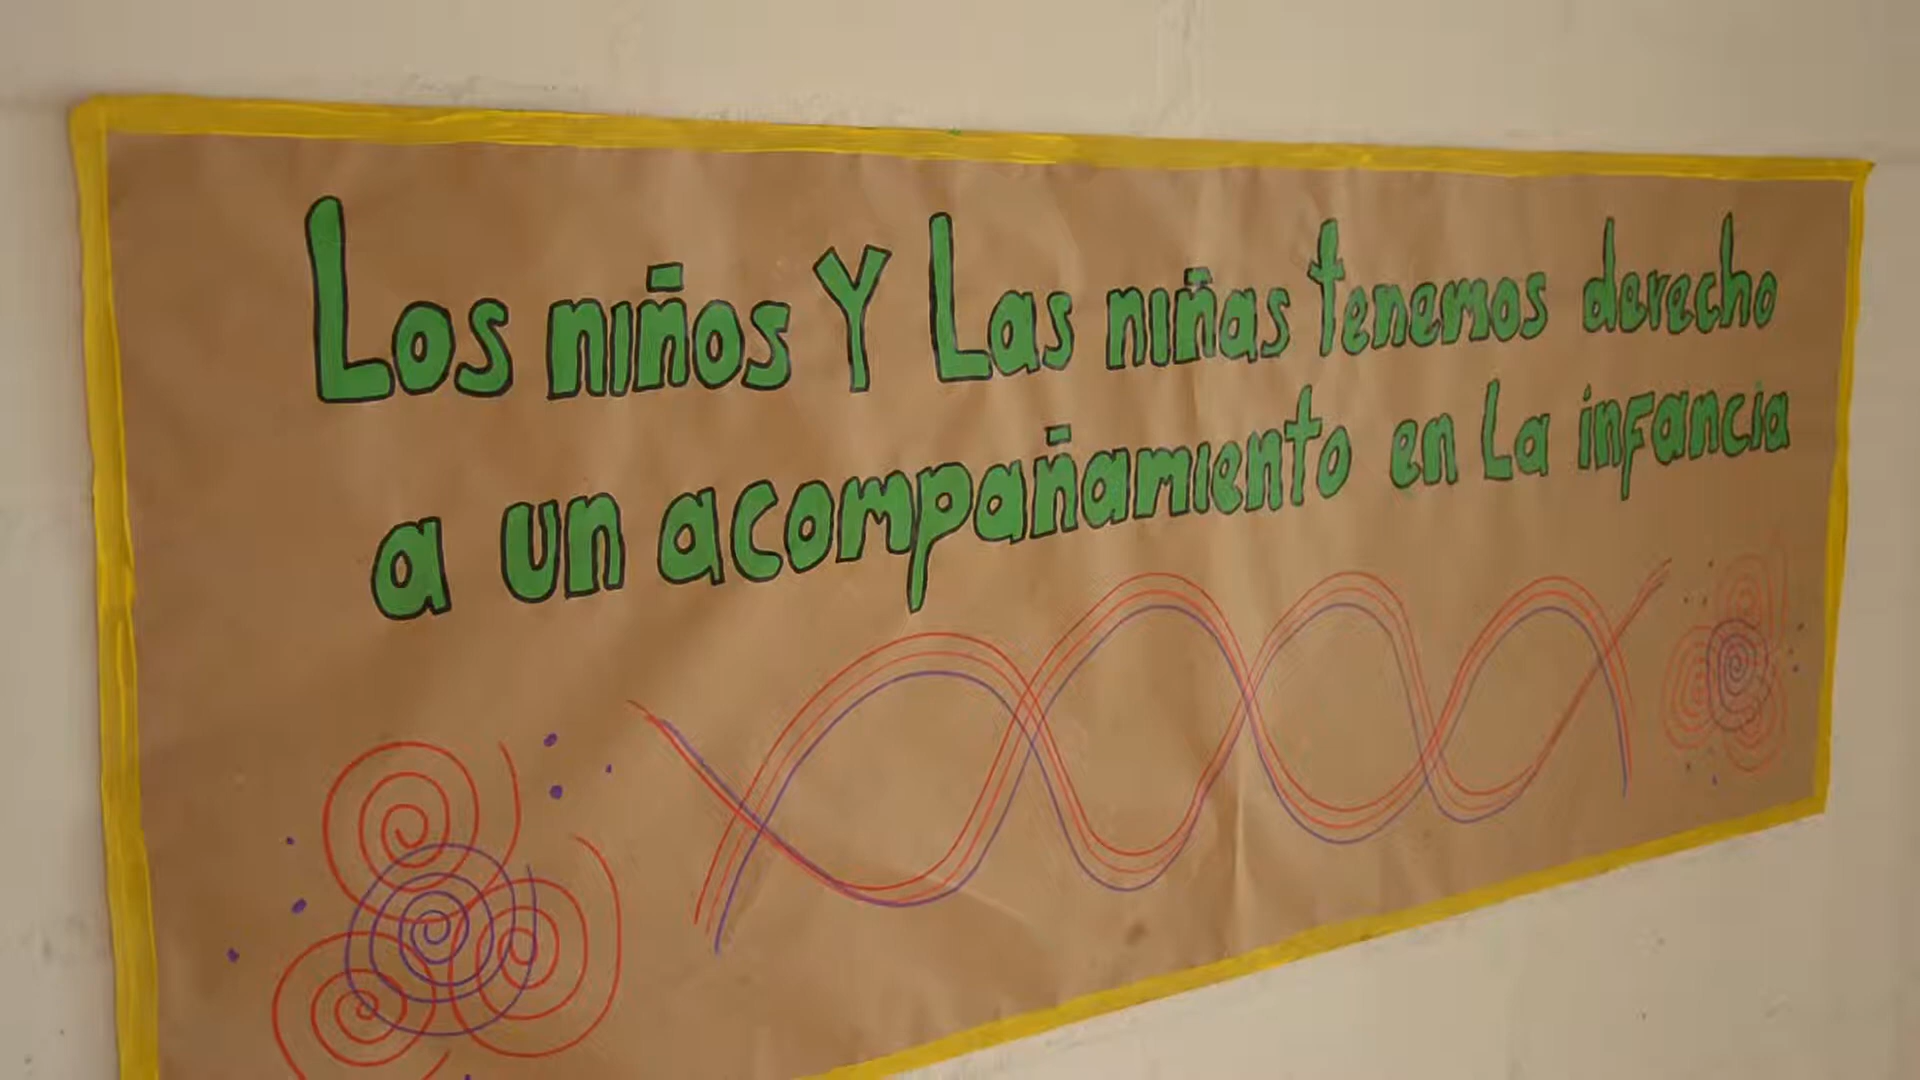 Los niños Y Las niñas tenemos derecho
a un acompañamiento en La infancia